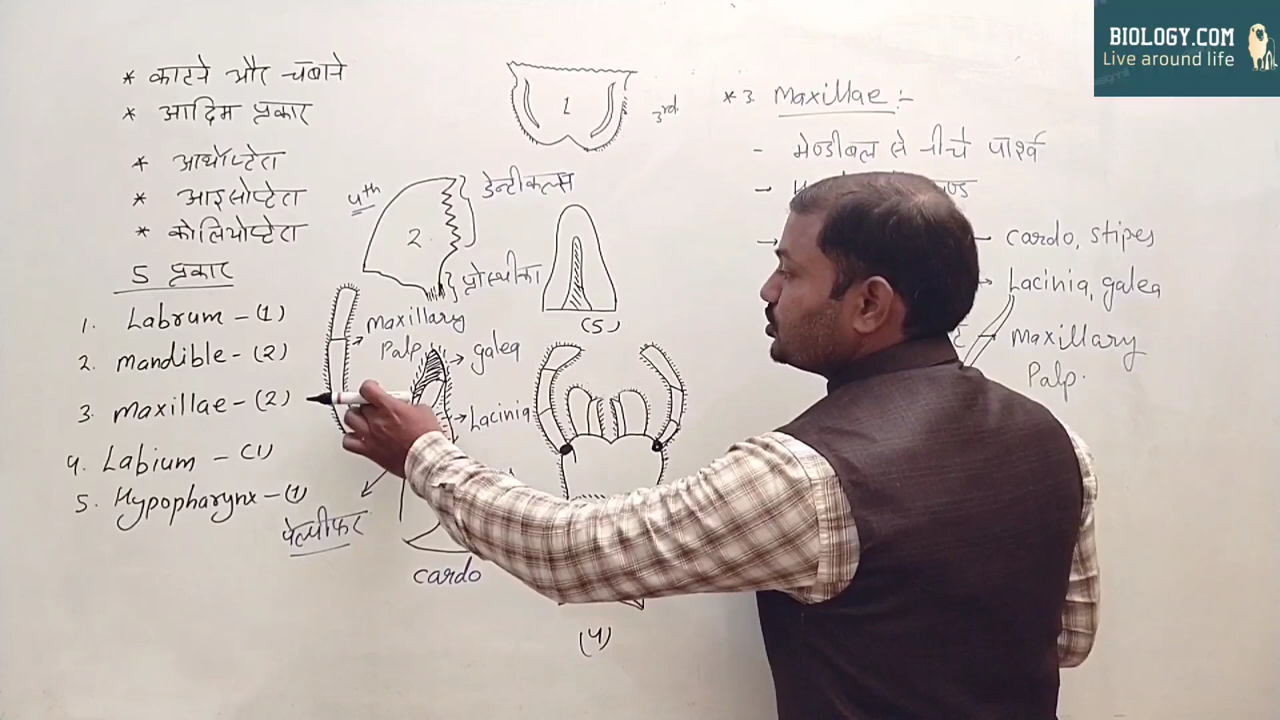 BIOLOGY.COM
Live around life
* काटने और चबाने
* आदिम प्रकार
* आर्थोप्टेरा
* आइसोप्टेरा
* कोलियोप्टेरा
5 प्रकार
1. Labrum - (1)
2. mandible - (2)
3. maxillae - (2)
4. Labium - (1)
5. Hypopharynx - (1)
1
3rd
4th
2
डेन्टीकल्स
प्रोस्थीका
maxillary
Palp
galea
Lacinia
पेल्पीफर
cardo
(5)
(4)
* 3. Maxillae :-
- मेण्डीबल से नीचे पार्श्व
cardo, stipes
Lacinia, galea
maxillary
Palp.